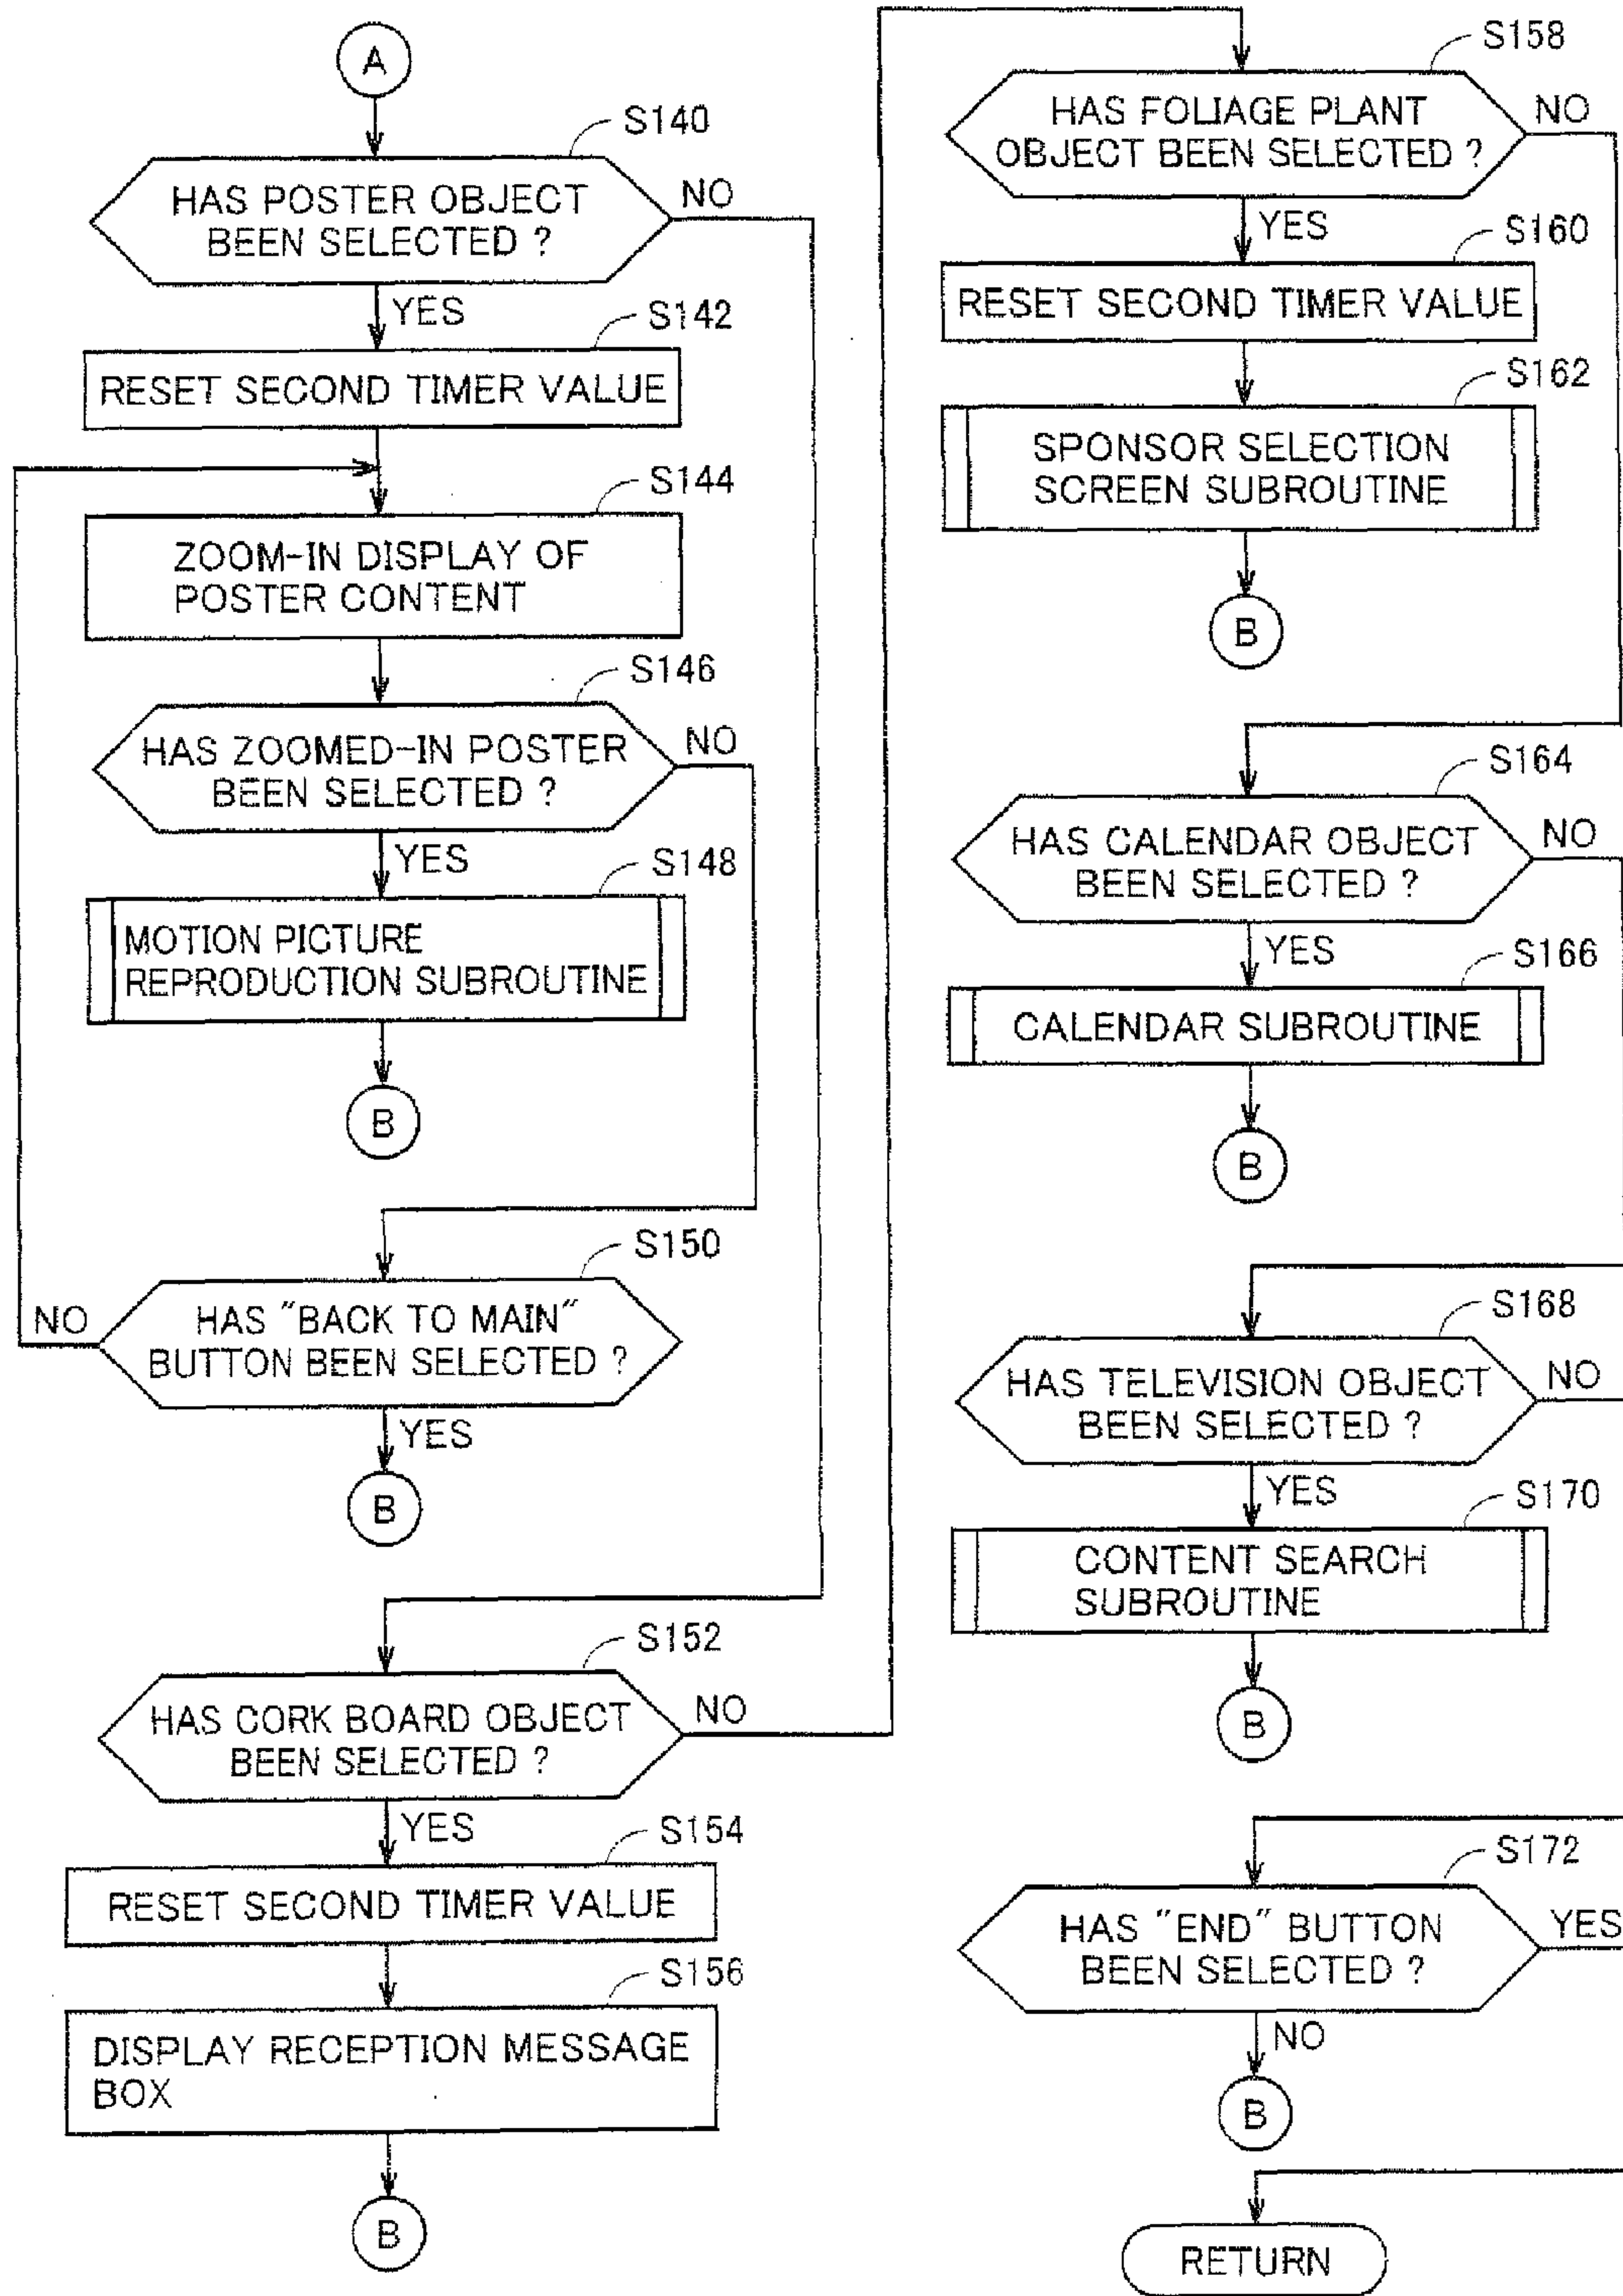 A
S140
HAS POSTER OBJECT
BEEN SELECTED ?
NO
YES
S142
RESET SECOND TIMER VALUE
S144
ZOOM-IN DISPLAY OF
POSTER CONTENT
S146
HAS ZOOMED-IN POSTER
BEEN SELECTED ?
NO
YES
S148
MOTION PICTURE
REPRODUCTION SUBROUTINE
B
S150
HAS "BACK TO MAIN"
BUTTON BEEN SELECTED ?
NO
YES
B
S152
HAS CORK BOARD OBJECT
BEEN SELECTED ?
NO
YES
S154
RESET SECOND TIMER VALUE
S156
DISPLAY RECEPTION MESSAGE
BOX
B
S158
HAS FOLIAGE PLANT
OBJECT BEEN SELECTED ?
NO
YES
S160
RESET SECOND TIMER VALUE
S162
SPONSOR SELECTION
SCREEN SUBROUTINE
B
S164
HAS CALENDAR OBJECT
BEEN SELECTED ?
NO
YES
S166
CALENDAR SUBROUTINE
B
S168
HAS TELEVISION OBJECT
BEEN SELECTED ?
NO
YES
S170
CONTENT SEARCH
SUBROUTINE
B
S172
HAS "END" BUTTON
BEEN SELECTED ?
YES
NO
B
RETURN